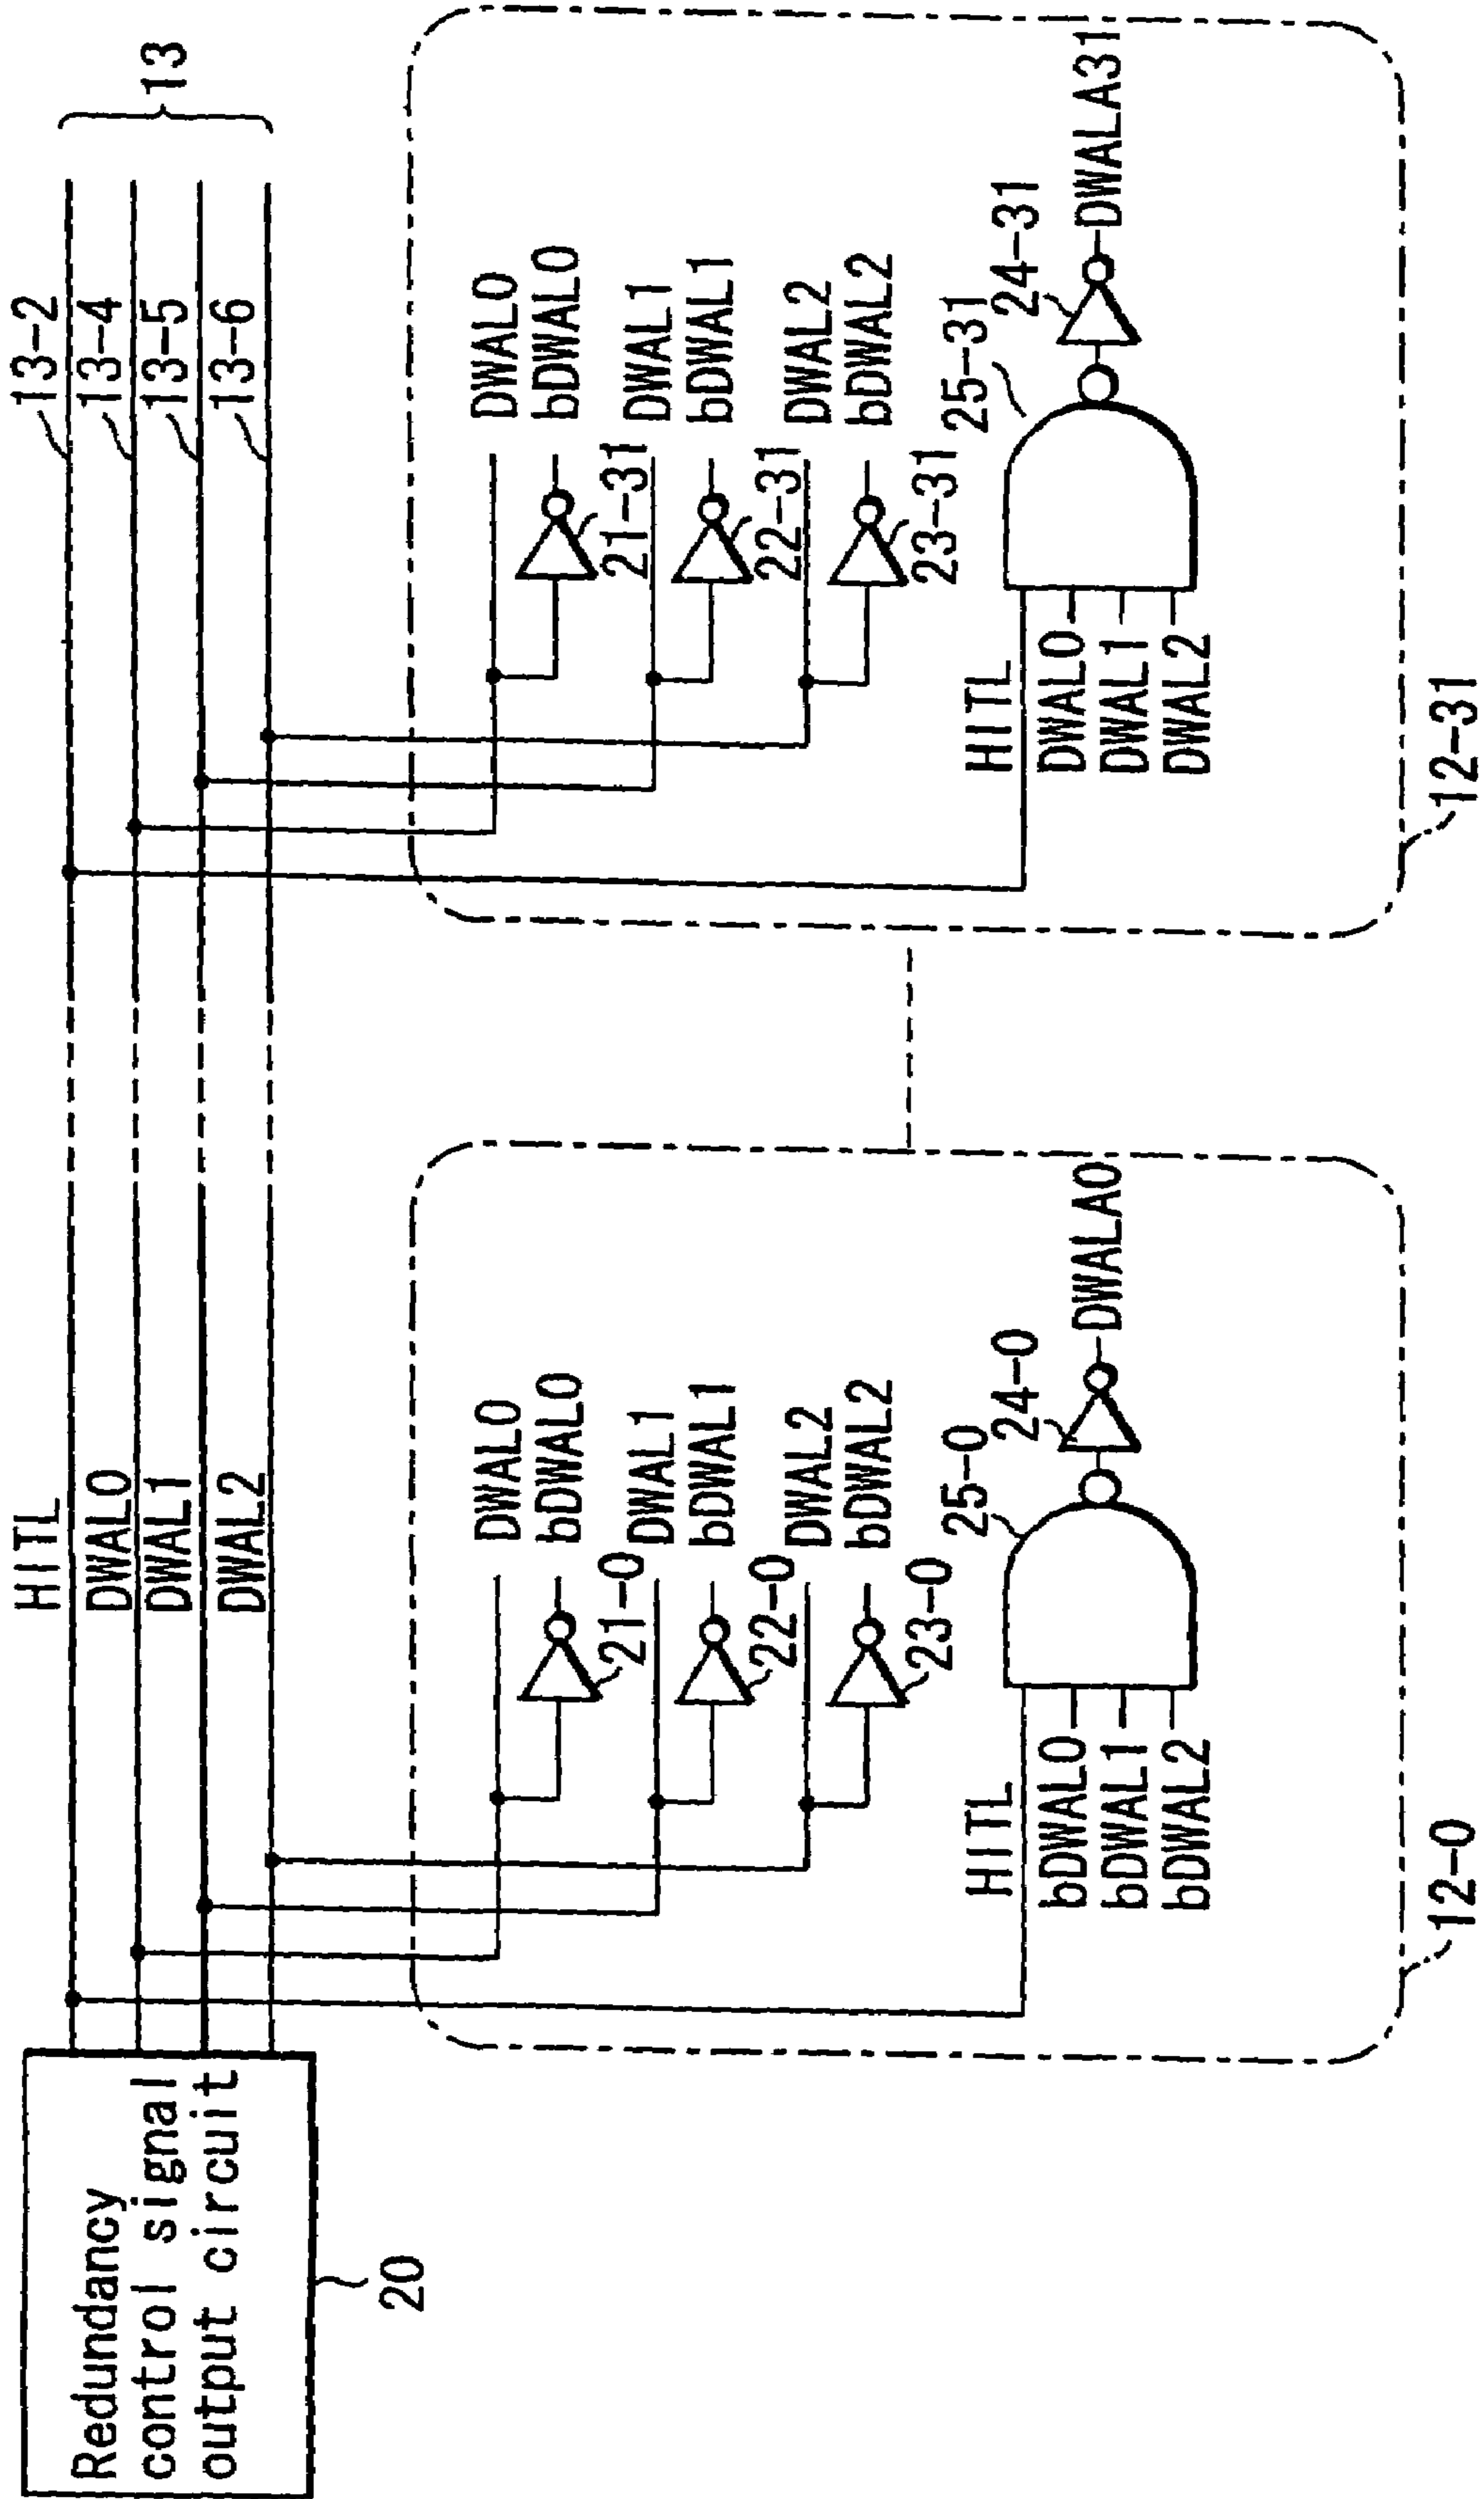 Redundancy
control signal
output circuit
20
HITL
DWAL0
DWAL1
DWAL2
13-2
13-4
13-5
13-6
13
DWAL0
bDWAL0
21-0
DWAL1
bDWAL1
22-0
DWAL2
bDWAL2
23-0
HITL
bDWAL0
bDWAL1
bDWAL2
25-0
24-0
DWALA0
12-0
DWAL0
bDWAL0
21-31
DWAL1
bDWAL1
22-31
DWAL2
bDWAL2
23-31
HITL
DWAL0
DWAL1
DWAL2
25-31
24-31
DWALA31
12-31